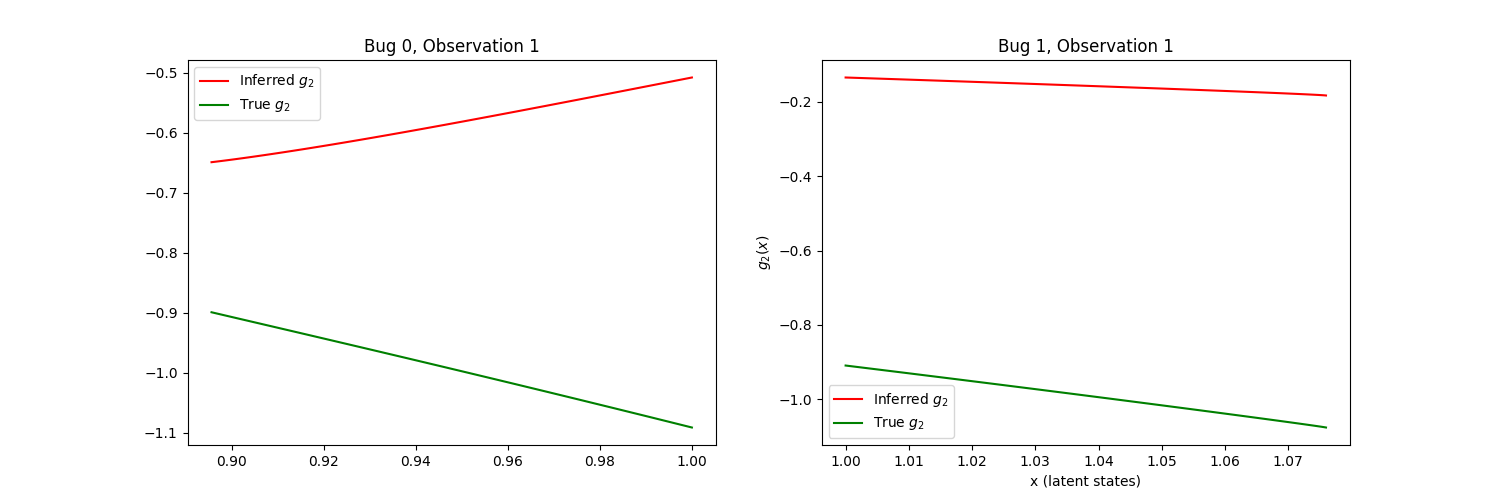 Bug 0, Observation 1
Inferred g₂
True g₂
−0.5
−0.6
−0.7
−0.8
−0.9
−1.0
−1.1
0.90 0.92 0.94 0.96 0.98 1.00
Bug 1, Observation 1
g₂(x)
−0.2
−0.4
−0.6
−0.8
−1.0
Inferred g₂
True g₂
1.00 1.01 1.02 1.03 1.04 1.05 1.06 1.07
x (latent states)